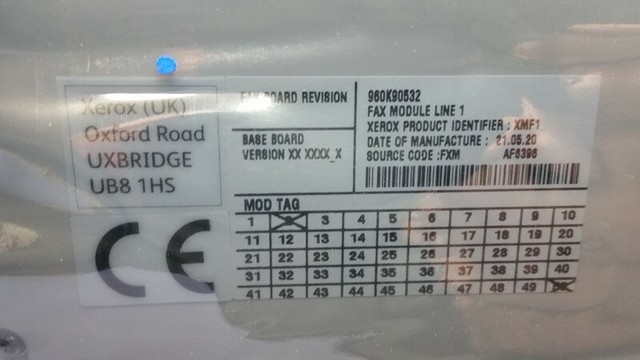 Xerox (UK)
Oxford Road
UXBRIDGE
UB8 1HS
CE
FAX BOARD REVISION
BASE BOARD
VERSION XX XXXX_X
960K90532
FAX MODULE LINE 1
XEROX PRODUCT IDENTIFIER : XMF1
DATE OF MANUFACTURE : 21.05.20
SOURCE CODE :FXM AF6396
MOD TAG
1 3 4 5 6 7 8 9 10
11 12 13 14 15 16 17 18 19 20
21 22 23 24 25 26 27 28 29 30
31 32 33 34 35 36 37 38 39 40
41 42 43 44 45 46 47 48 49